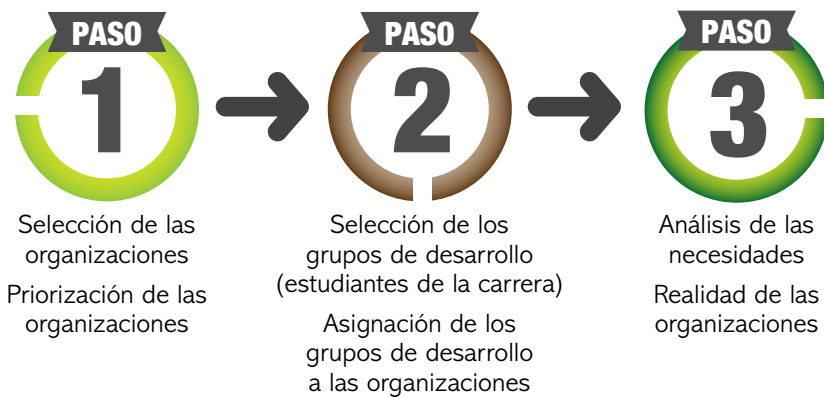 PASO
1
Selección de las
organizaciones
Priorización de las
organizaciones
PASO
2
Selección de los
grupos de desarrollo
(estudiantes de la carrera)
Asignación de los
grupos de desarrollo
a las organizaciones
PASO
3
Análisis de las
necesidades
Realidad de las
organizaciones